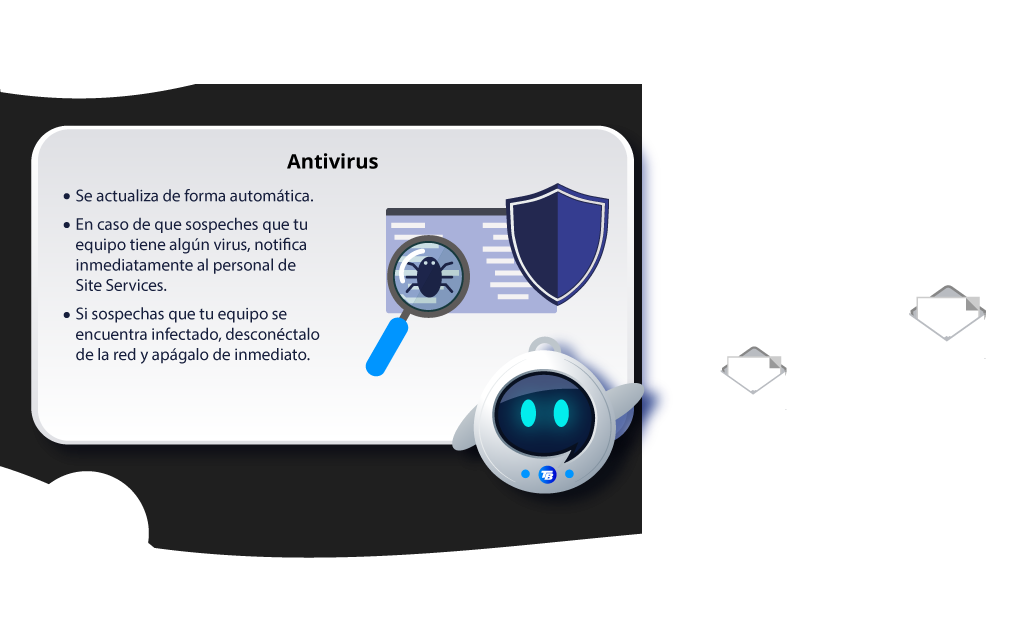 Antivirus
• Se actualiza de forma automática.
• En caso de que sospeches que tu
equipo tiene algún virus, notifica
inmediatamente al personal de
Site Services.
• Si sospechas que tu equipo se
encuentra infectado, desconéctalo
de la red y apágalo de inmediato.
TB